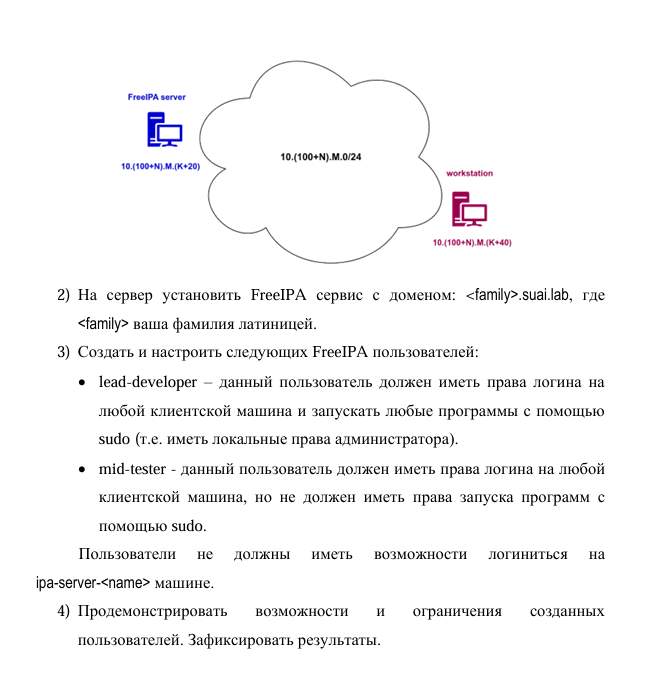 FreeIPA server
10.(100+N).M.(K+20)
10.(100+N).M.0/24
workstation
10.(100+N).M.(K+40)
2) На сервер установить FreeIPA сервис с доменом: <family>.suai.lab, где
<family> ваша фамилия латиницей.
3) Создать и настроить следующих FreeIPA пользователей:
• lead-developer – данный пользователь должен иметь права логина на
любой клиентской машина и запускать любые программы с помощью
sudo (т.е. иметь локальные права администратора).
• mid-tester - данный пользователь должен иметь права логина на любой
клиентской машина, но не должен иметь права запуска программ с
помощью sudo.
Пользователи не должны иметь возможности логиниться на
ipa-server-<name> машине.
4) Продемонстрировать возможности и ограничения созданных
пользователей. Зафиксировать результаты.